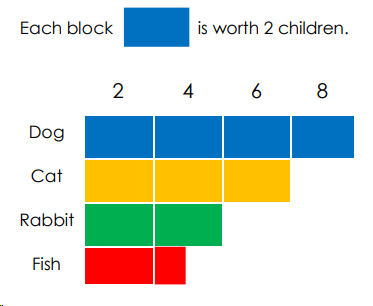 Each block is worth 2 children.
2 4 6 8
Dog
Cat
Rabbit
Fish